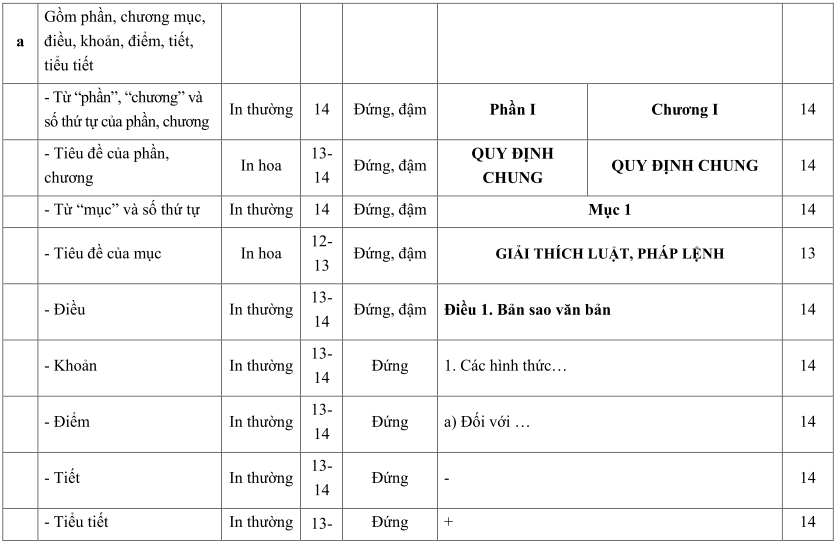 a
Gồm phần, chương mục,
điều, khoản, điểm, tiết,
tiểu tiết
- Từ “phần”, “chương” và
số thứ tự của phần, chương
In thường
14
Đứng, đậm
Phần I
Chương I
14
- Tiêu đề của phần,
chương
In hoa
13-
14
Đứng, đậm
QUY ĐỊNH
CHUNG
QUY ĐỊNH CHUNG
14
- Từ “mục” và số thứ tự
In thường
14
Đứng, đậm
Mục 1
14
- Tiêu đề của mục
In hoa
12-
13
Đứng, đậm
GIẢI THÍCH LUẬT, PHÁP LỆNH
13
- Điều
In thường
13-
14
Đứng, đậm
Điều 1. Bản sao văn bản
14
- Khoản
In thường
13-
14
Đứng
1. Các hình thức…
14
- Điểm
In thường
13-
14
Đứng
a) Đối với …
14
- Tiết
In thường
13-
14
Đứng
-
14
- Tiểu tiết
In thường
13-
Đứng
+
14